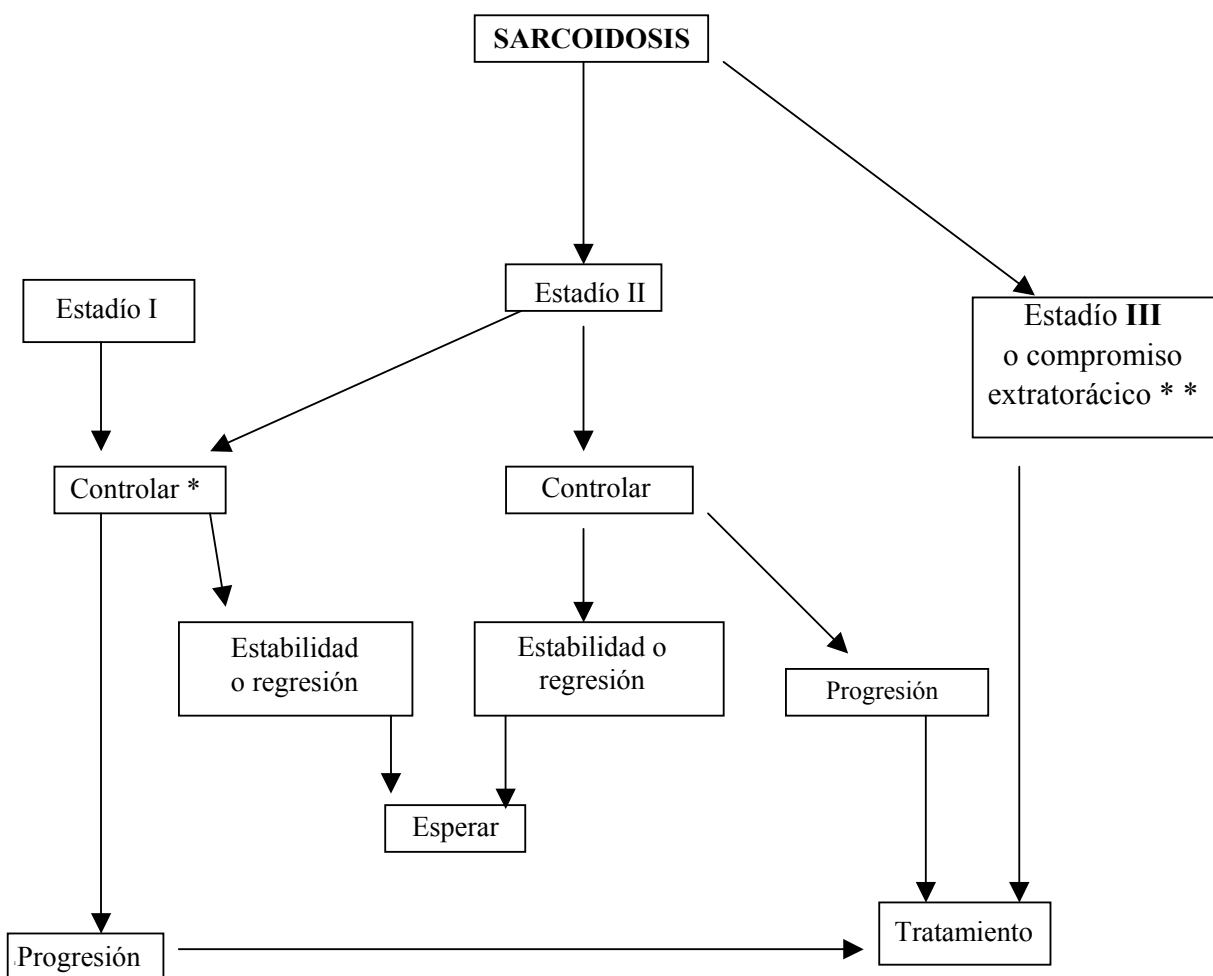 SARCOIDOSIS
Estadío I
Estadío II
Estadío III
o compromiso
extratorácico * *
Controlar *
Controlar
Estabilidad
o regresión
Estabilidad o
regresión
Progresión
Esperar
Tratamiento
Progresión